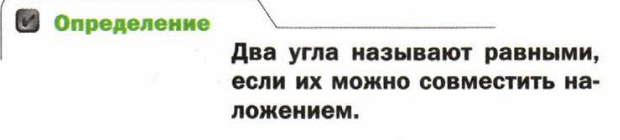 Определение
Два угла называют равными,
если их можно совместить на-
ложением.